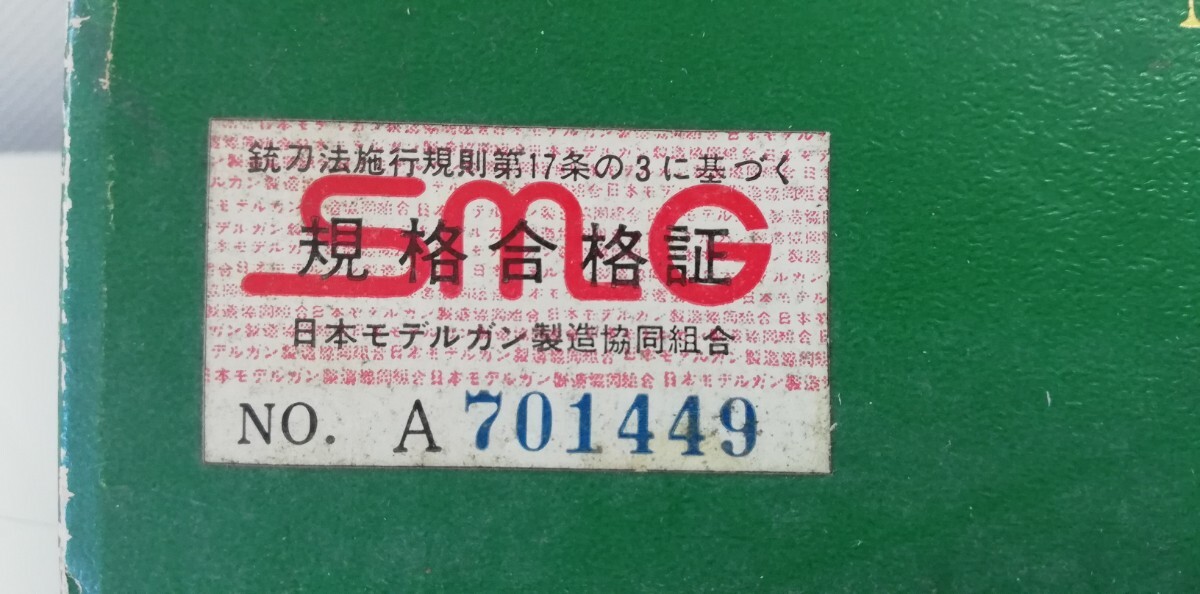 銃刀法施行規則第17条の3に基づく
SMG
規格合格証
日本モデルガン製造協同組合
NO. A 701449